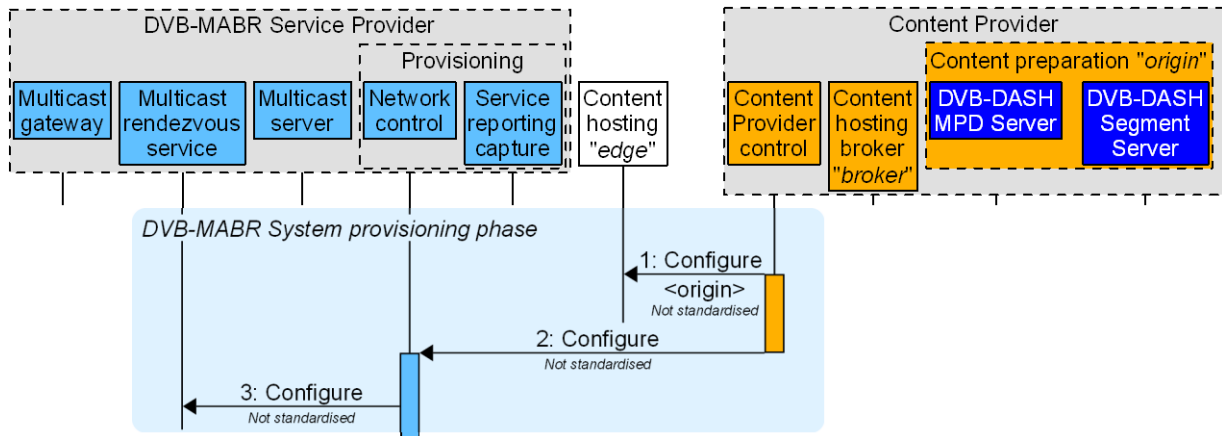 DVB-MABR Service Provider
Content Provider
Provisioning
Content preparation "origin"
Multicast
gateway
Multicast
rendezvous
service
Multicast
server
Network
control
Service
reporting
capture
Content
hosting
"edge"
Content
Provider
control
Content
hosting
broker
"broker"
DVB-DASH
MPD Server
DVB-DASH
Segment
Server
DVB-MABR System provisioning phase
1: Configure
<origin>
Not standardised
2: Configure
Not standardised
3: Configure
Not standardised